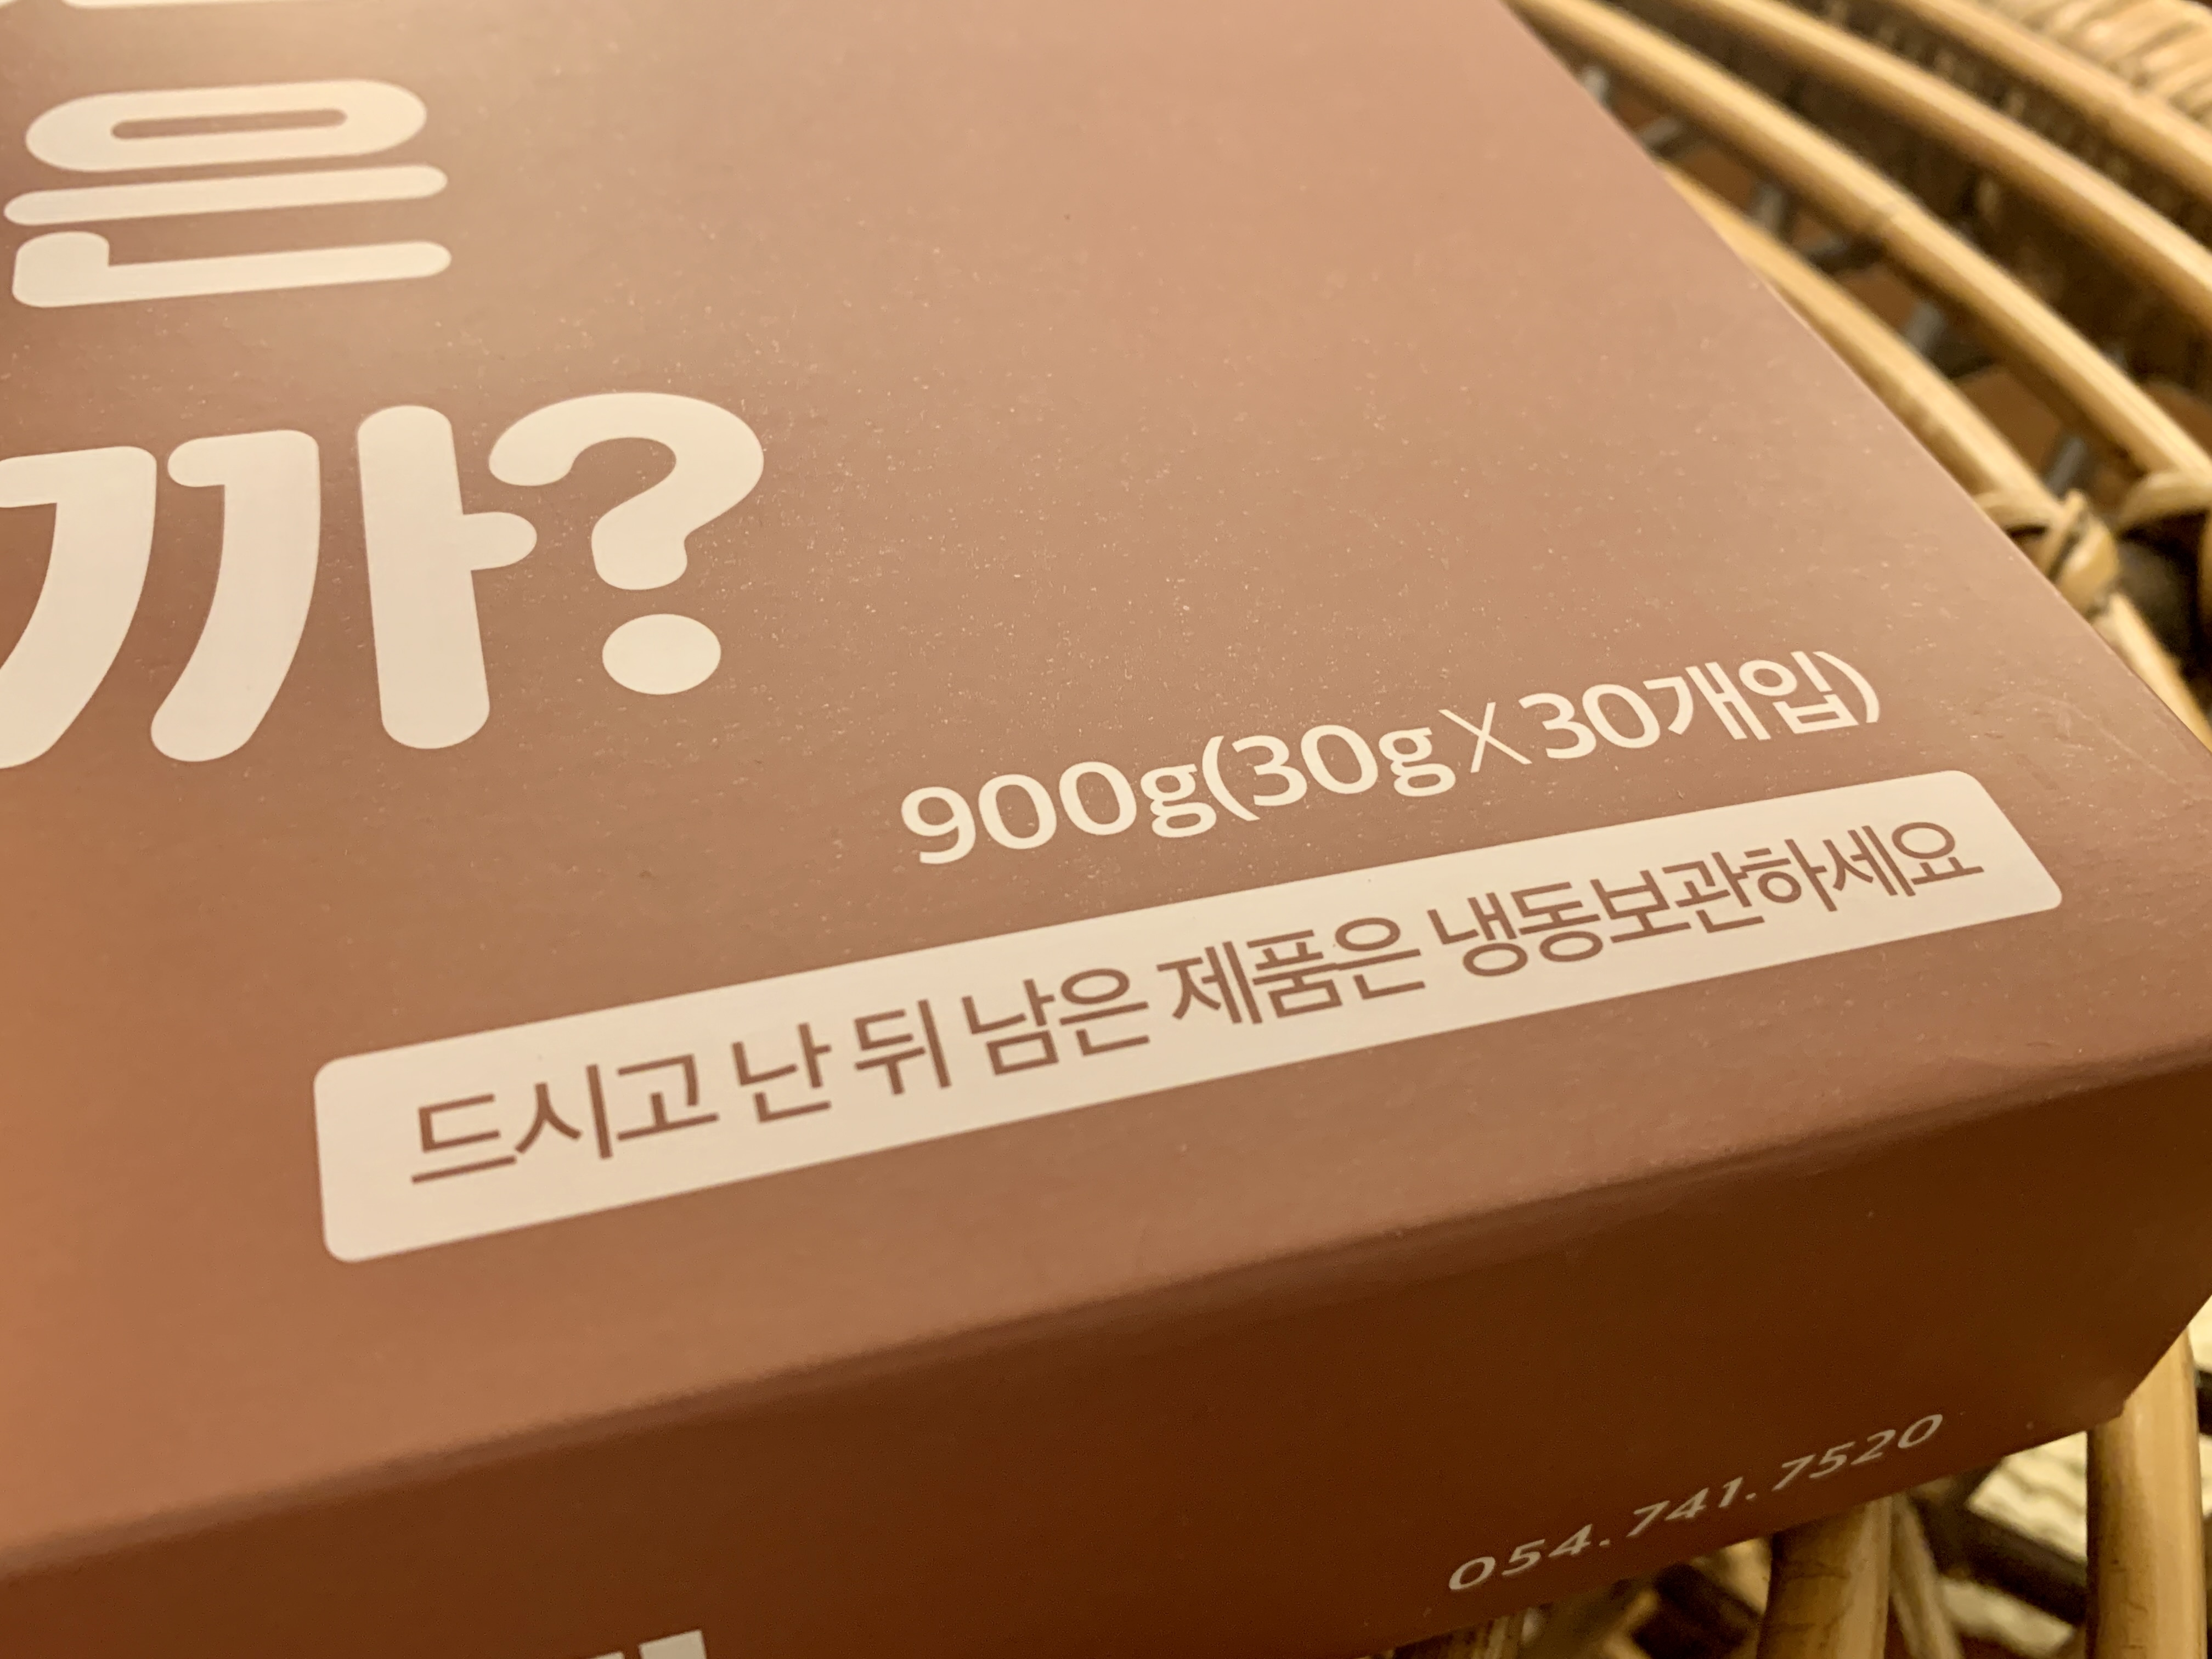 은
까?
900g(30g X 30개입)
드시고 난 뒤 남은 제품은 냉동보관하세요
054.741.7520